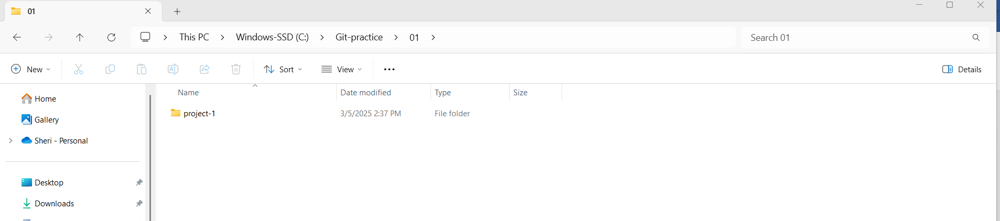 01
This PC > Windows-SSD (C:) > Git-practice > 01 >
Search 01
New
Sort
View
Details
Home
Gallery
Sheri - Personal
Desktop
Downloads
Name Date modified Type Size
project-1 3/5/2025 2:37 PM File folder